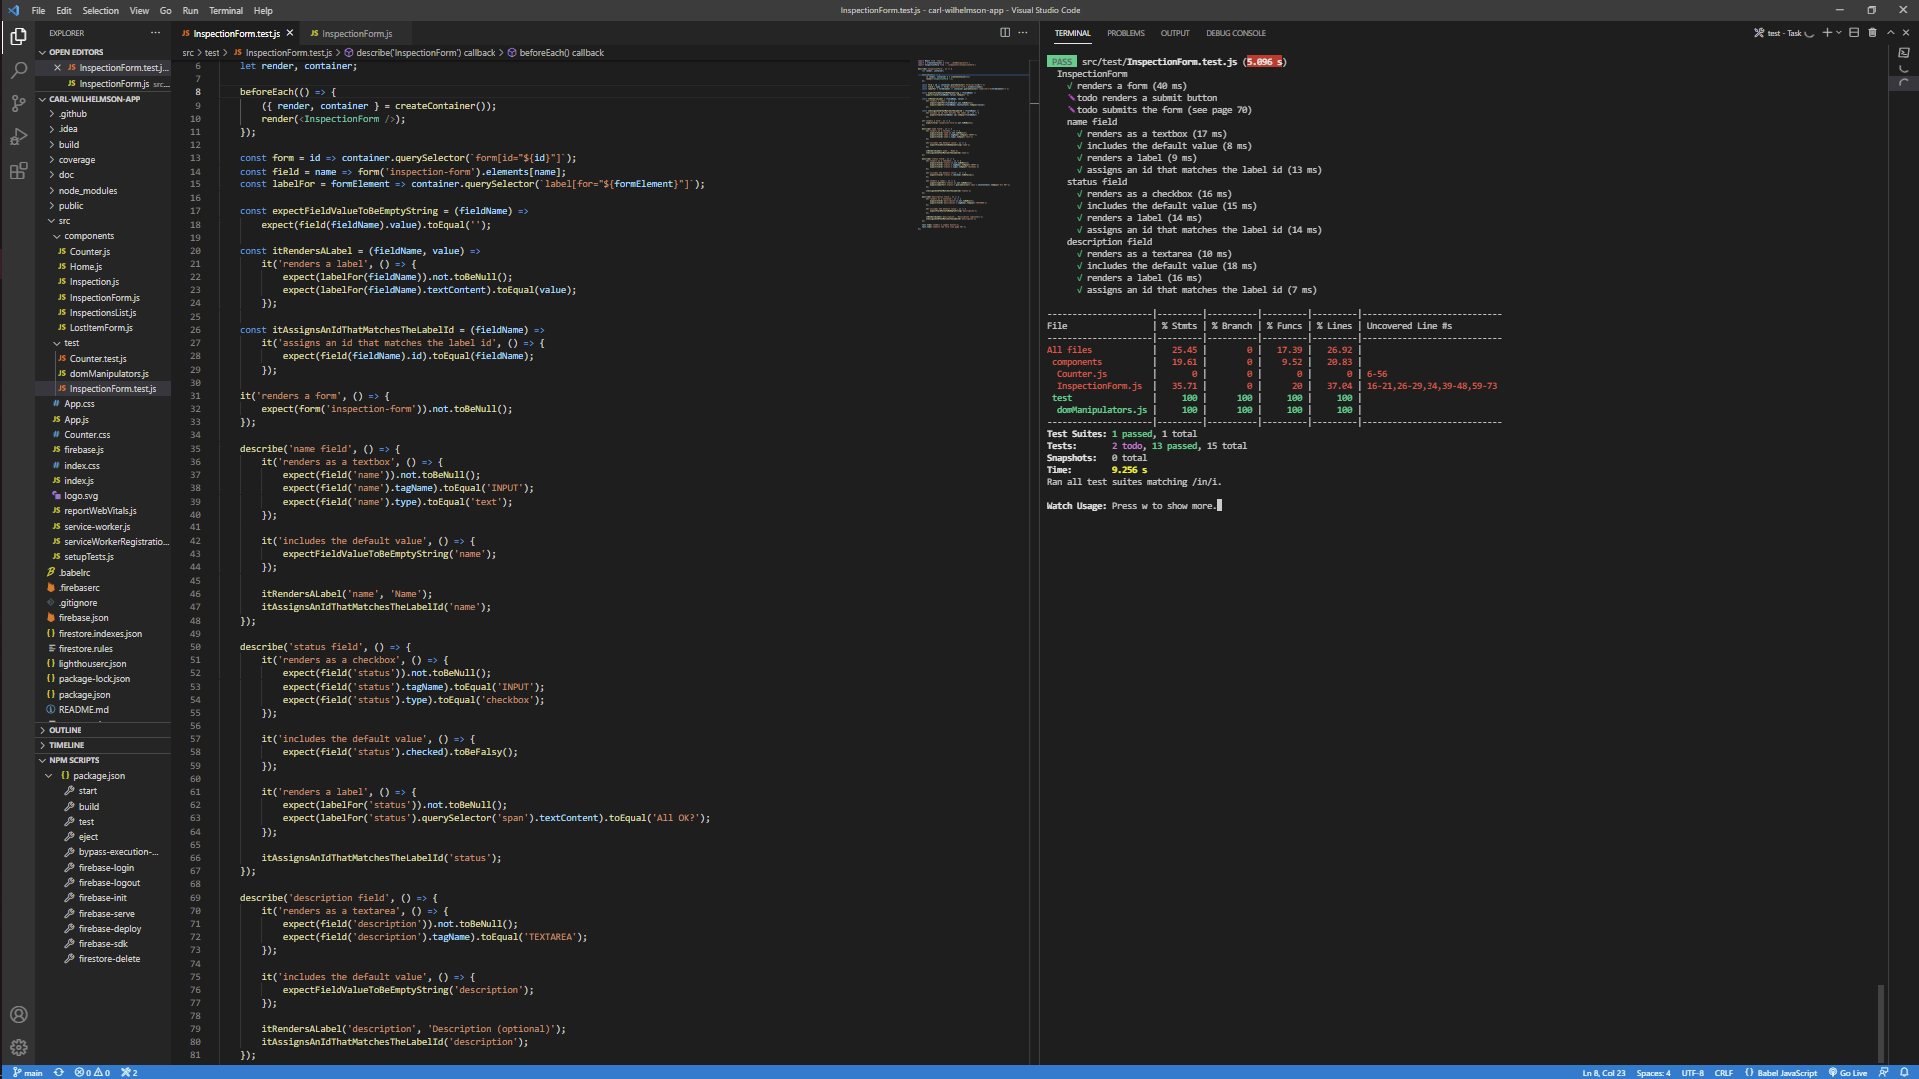 File Edit Selection View Go Run Terminal Help
InspectionForm.test.js - carl-wilhelmson-app - Visual Studio Code
EXPLORER
OPEN EDITORS
InspectionForm.test.j...
InspectionForm.js src...
CARL-WILHELMSON-APP
.github
.idea
build
coverage
doc
node_modules
public
src
components
Counter.js
Home.js
Inspection.js
InspectionForm.js
InspectionsList.js
LostItemForm.js
test
Counter.test.js
domManipulators.js
InspectionForm.test.js
App.css
App.js
Counter.css
firebase.js
index.css
index.js
logo.svg
reportWebVitals.js
service-worker.js
serviceWorkerRegistratio...
setupTests.js
.babelrc
.firebaserc
.gitignore
firebase.json
firestore.indexes.json
firestore.rules
lighthouserc.json
package-lock.json
package.json
README.md
OUTLINE
TIMELINE
NPM SCRIPTS
package.json
start
build
test
eject
bypass-execution-...
firebase-login
firebase-logout
firebase-init
firebase-serve
firebase-deploy
firebase-sdk
firestore-delete
InspectionForm.test.js InspectionForm.js
src > test > JS InspectionForm.test.js > describe('InspectionForm') callback > beforeEach() callback
6 let render, container;
7
8 beforeEach(() => {
9 ({ render, container } = createContainer());
10 render(<InspectionForm />);
11 });
12
13 const form = id => container.querySelector(`form[id="${id}"]`);
14 const field = name => form('inspection-form').elements[name];
15 const labelFor = formElement => container.querySelector(`label[for="${formElement}"]`);
16
17 const expectFieldValueToBeEmptyString = (fieldName) =>
18 expect(field(fieldName).value).toEqual('');
19
20 const itRendersALabel = (fieldName, value) =>
21 it('renders a label', () => {
22 expect(labelFor(fieldName)).not.toBeNull();
23 expect(labelFor(fieldName).textContent).toEqual(value);
24 });
25
26 const itAssignsAnIdThatMatchesTheLabelId = (fieldName) =>
27 it('assigns an id that matches the label id', () => {
28 expect(field(fieldName).id).toEqual(fieldName);
29 });
30
31 it('renders a form', () => {
32 expect(form('inspection-form')).not.toBeNull();
33 });
34
35 describe('name field', () => {
36 it('renders as a textbox', () => {
37 expect(field('name')).not.toBeNull();
38 expect(field('name').tagName).toEqual('INPUT');
39 expect(field('name').type).toEqual('text');
40 });
41
42 it('includes the default value', () => {
43 expectFieldValueToBeEmptyString('name');
44 });
45
46 itRendersALabel('name', 'Name');
47 itAssignsAnIdThatMatchesTheLabelId('name');
48 });
49
50 describe('status field', () => {
51 it('renders as a checkbox', () => {
52 expect(field('status')).not.toBeNull();
53 expect(field('status').tagName).toEqual('INPUT');
54 expect(field('status').type).toEqual('checkbox');
55 });
56
57 it('includes the default value', () => {
58 expect(field('status').checked).toBeFalsy();
59 });
60
61 it('renders a label', () => {
62 expect(labelFor('status')).not.toBeNull();
63 expect(labelFor('status').querySelector('span').textContent).toEqual('All OK?');
64 });
65
66 itAssignsAnIdThatMatchesTheLabelId('status');
67 });
68
69 describe('description field', () => {
70 it('renders as a textarea', () => {
71 expect(field('description')).not.toBeNull();
72 expect(field('description').tagName).toEqual('TEXTAREA');
73 });
74
75 it('includes the default value', () => {
76 expectFieldValueToBeEmptyString('description');
77 });
78
79 itRendersALabel('description', 'Description (optional)');
80 itAssignsAnIdThatMatchesTheLabelId('description');
81 });
TERMINAL PROBLEMS OUTPUT DEBUG CONSOLE
test - Task
PASS src/test/InspectionForm.test.js (5.096 s)
InspectionForm
√ renders a form (40 ms)
todo renders a submit button
todo submits the form (see page 70)
name field
√ renders as a textbox (17 ms)
√ includes the default value (8 ms)
√ renders a label (9 ms)
√ assigns an id that matches the label id (13 ms)
status field
√ renders as a checkbox (16 ms)
√ includes the default value (15 ms)
√ renders a label (14 ms)
√ assigns an id that matches the label id (14 ms)
description field
√ renders as a textarea (10 ms)
√ includes the default value (18 ms)
√ renders a label (16 ms)
√ assigns an id that matches the label id (7 ms)
File | % Stmts | % Branch | % Funcs | % Lines | Uncovered Line #s
All files | 25.45 | 0 | 17.39 | 26.92 |
components | 19.61 | 0 | 9.52 | 20.83 |
Counter.js | 0 | 0 | 0 | 0 | 6-56
InspectionForm.js | 35.71 | 0 | 20 | 37.04 | 16-21,26-29,34,39-48,59-73
test | 100 | 100 | 100 | 100 |
domManipulators.js | 100 | 100 | 100 | 100 |
Test Suites: 1 passed, 1 total
Tests: 2 todo, 13 passed, 15 total
Snapshots: 0 total
Time: 9.256 s
Ran all test suites matching /in/i.
Watch Usage: Press w to show more.
main 0 0 2
Ln 8, Col 23 Spaces: 4 UTF-8 CRLF Babel JavaScript Go Live